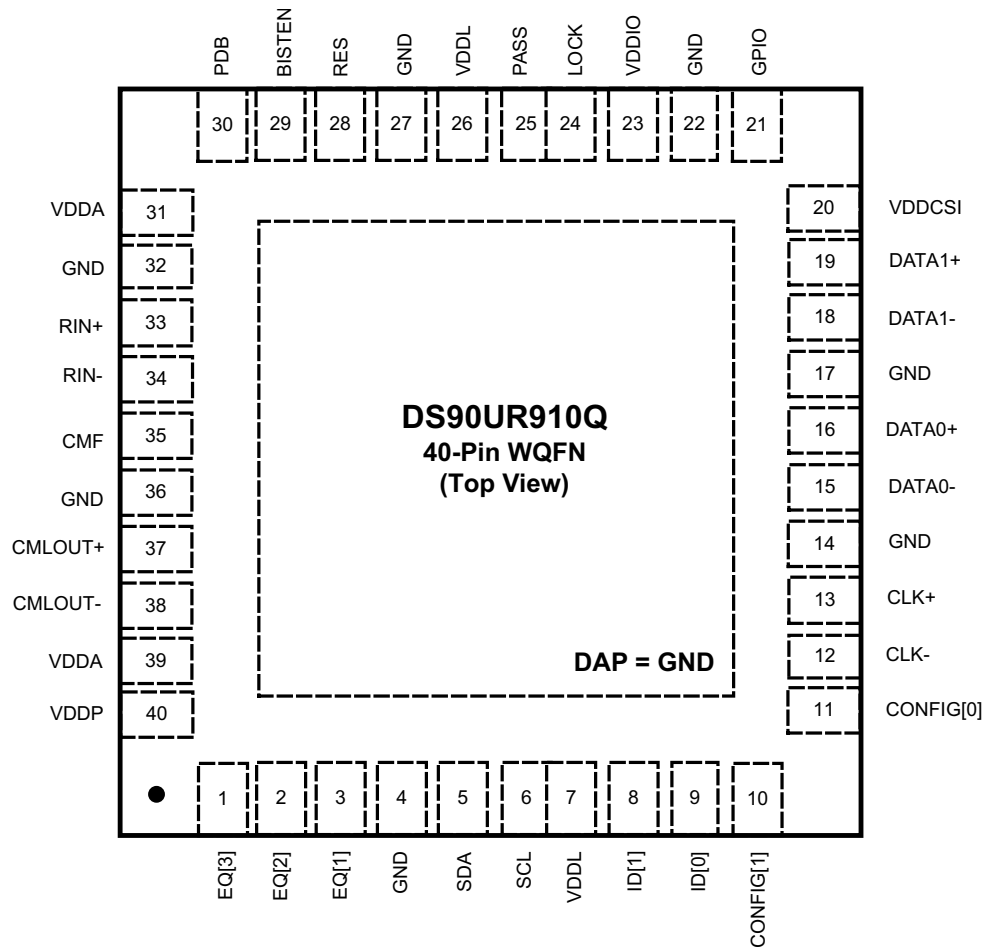 PDB
BISTEN
RES
GND
VDDL
PASS
LOCK
VDDIO
GND
GPIO
30
29
28
27
26
25
24
23
22
21
VDDA
31
GND
32
RIN+
33
RIN-
34
CMF
35
GND
36
CMLOUT+
37
CMLOUT-
38
VDDA
39
VDDP
40
DS90UR910Q
40-Pin WQFN
(Top View)
DAP = GND
20
VDDCSI
19
DATA1+
18
DATA1-
17
GND
16
DATA0+
15
DATA0-
14
GND
13
CLK+
12
CLK-
11
CONFIG[0]
1
2
3
4
5
6
7
8
9
10
EQ[3]
EQ[2]
EQ[1]
GND
SDA
SCL
VDDL
ID[1]
ID[0]
CONFIG[1]